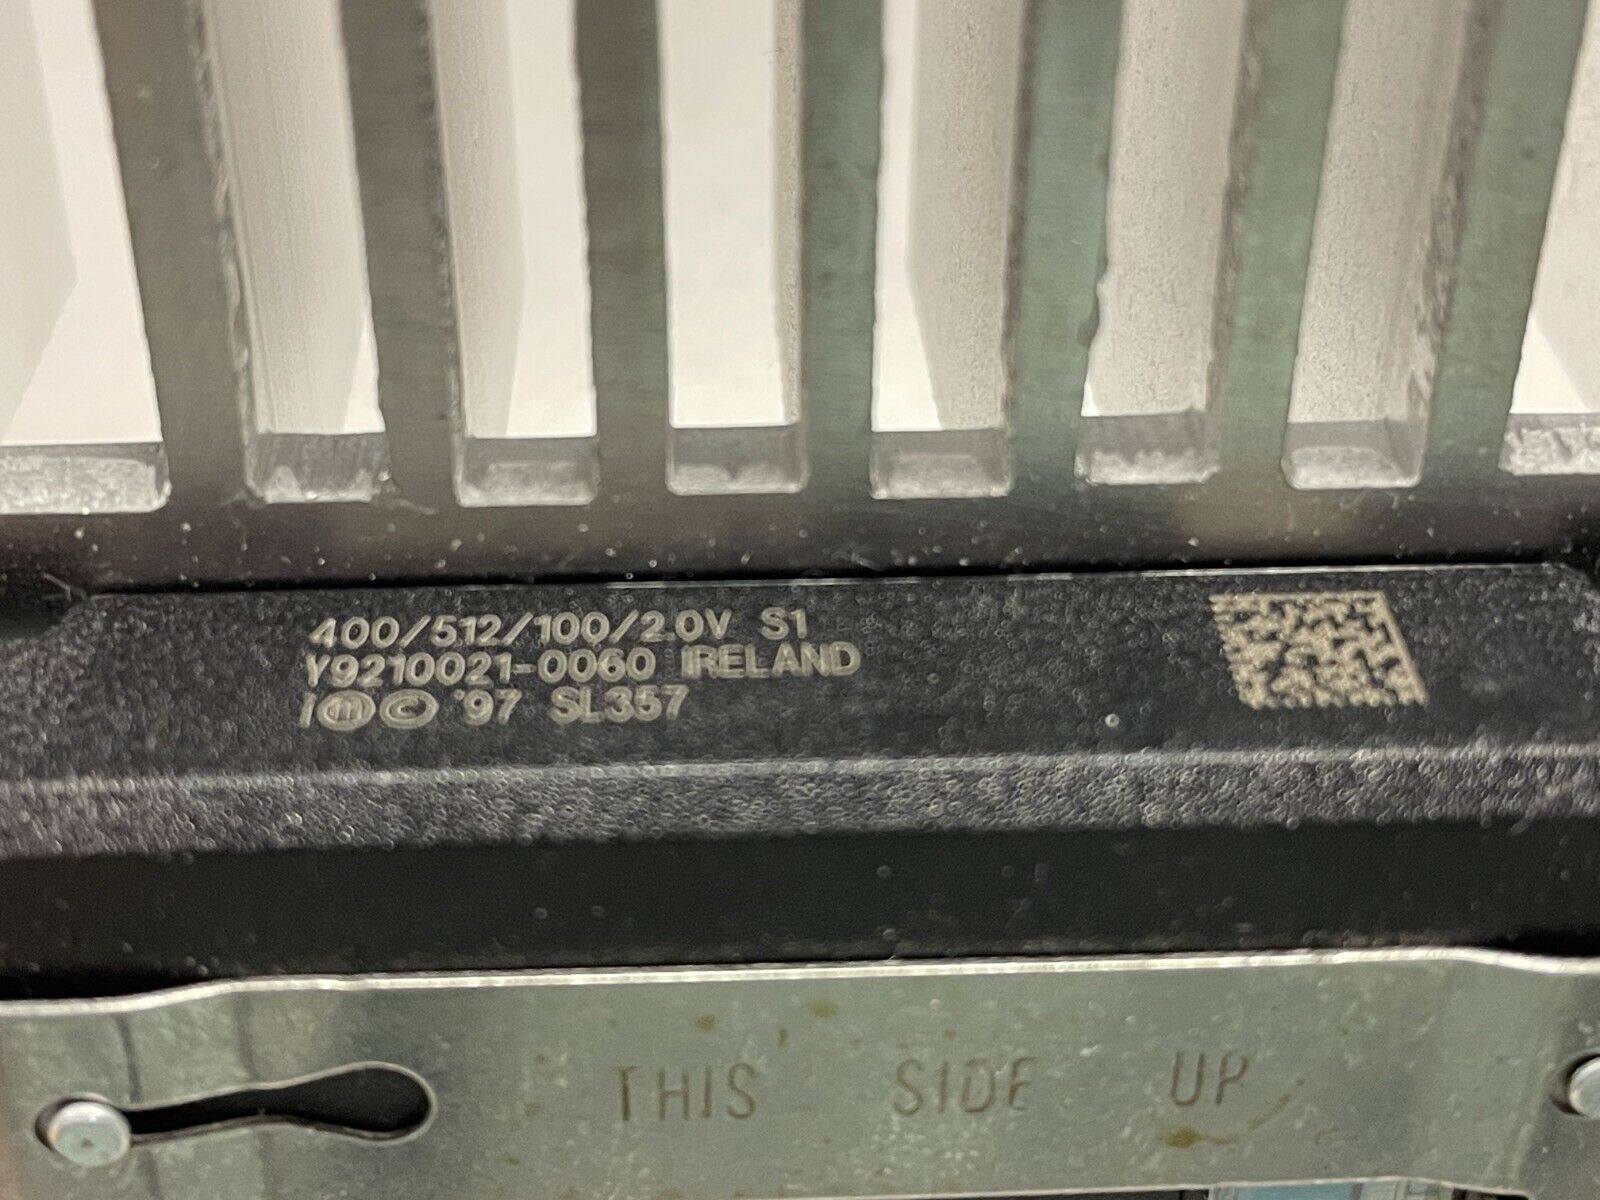 400/512/100/2.0V S1
Y9210021-0060 IRELAND
i Ⓜ © '97 SL357
THIS SIDE UP